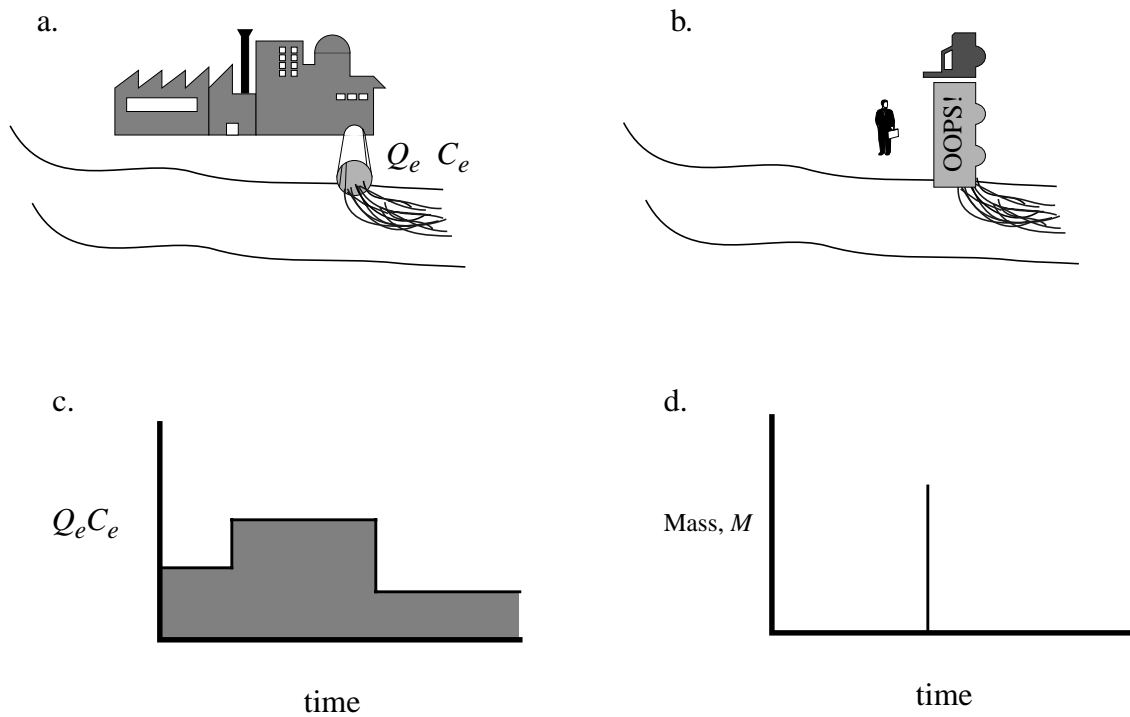 a.
Q_e C_e
b.
OOPS!
c.
Q_eC_e
time
d.
Mass, M
time